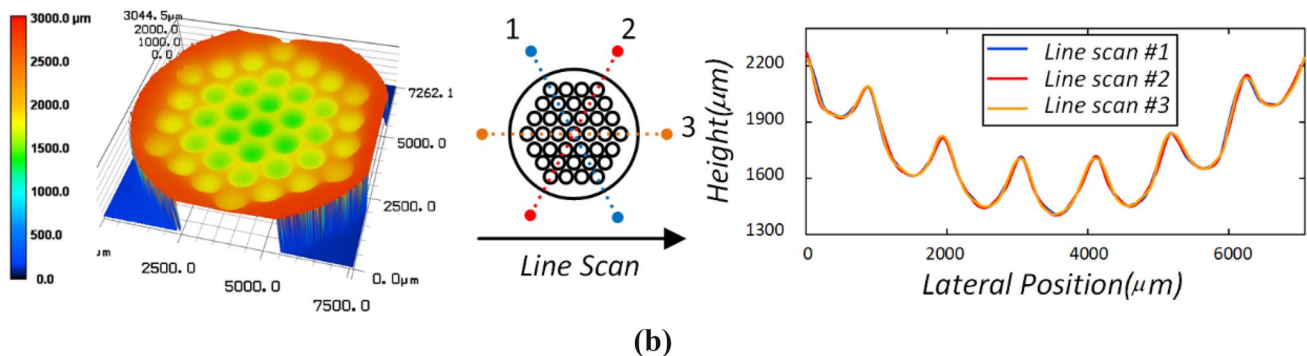 3000.0 μm
2500.0
2000.0
1500.0
1000.0
500.0
0.0
3044.5μm
2000.0
1000.0
0.0
7262.1
5000.0
2500.0
0.0μm
μm
2500.0
5000.0
7500.0
1
2
3
Line Scan
Height(μm)
2200
1900
1600
1300
Line scan #1
Line scan #2
Line scan #3
0
2000
4000
6000
Lateral Position(μm)
(b)